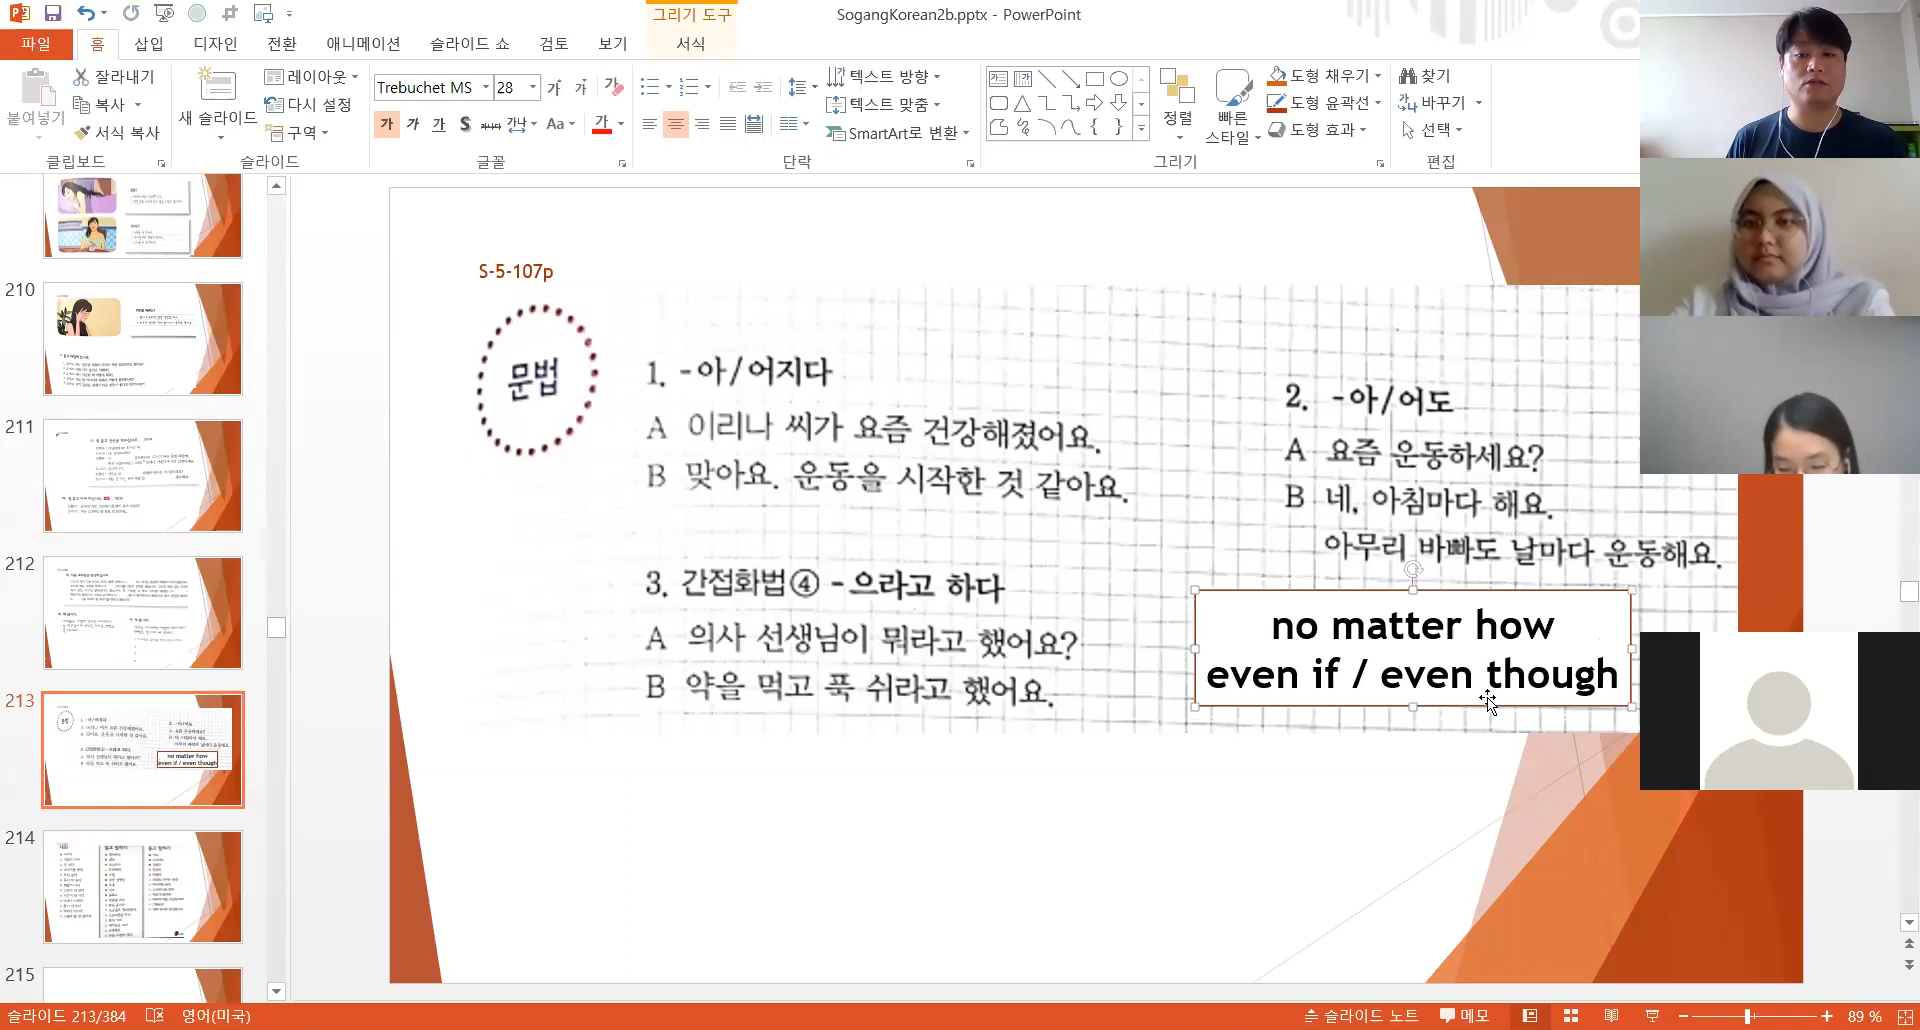 그리기 도구
SogangKorean2b.pptx - PowerPoint
파일
홈
삽입
디자인
전환
애니메이션
슬라이드 쇼
검토
보기
서식
붙여넣기
잘라내기
복사
서식 복사
클립보드
새 슬라이드
레이아웃
다시 설정
구역
슬라이드
Trebuchet MS
28
가 가 가 S 가나다 간낭 Aa 가
글꼴
텍스트 방향
텍스트 맞춤
SmartArt로 변환
단락
정렬
빠른
스타일
도형 채우기
도형 윤곽선
도형 효과
그리기
찾기
바꾸기
선택
편집
210
211
212
213
214
215
S-5-107p
문법
1. -아/어지다
A 이리나 씨가 요즘 건강해졌어요.
B 맞아요. 운동을 시작한 것 같아요.
2. -아/어도
A 요즘 운동하세요?
B 네, 아침마다 해요.
아무리 바빠도 날마다 운동해요.
3. 간접화법④ -으라고 하다
A 의사 선생님이 뭐라고 했어요?
B 약을 먹고 푹 쉬라고 했어요.
no matter how
even if / even though
슬라이드 213/384
영어(미국)
슬라이드 노트
메모
89 %